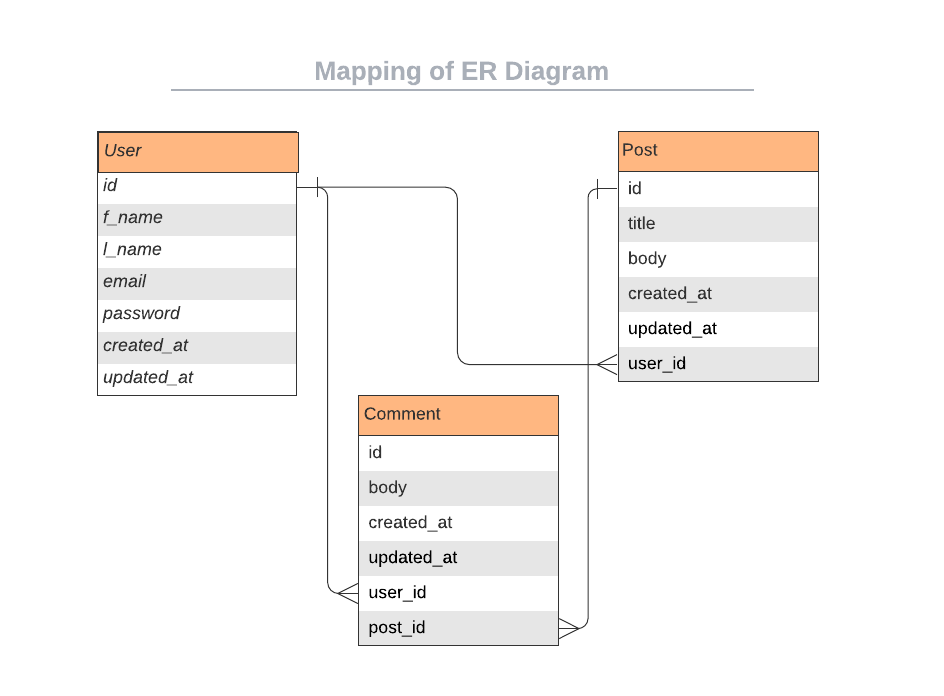 Mapping of ER Diagram
User
id
f_name
l_name
email
password
created_at
updated_at
Post
id
title
body
created_at
updated_at
user_id
Comment
id
body
created_at
updated_at
user_id
post_id